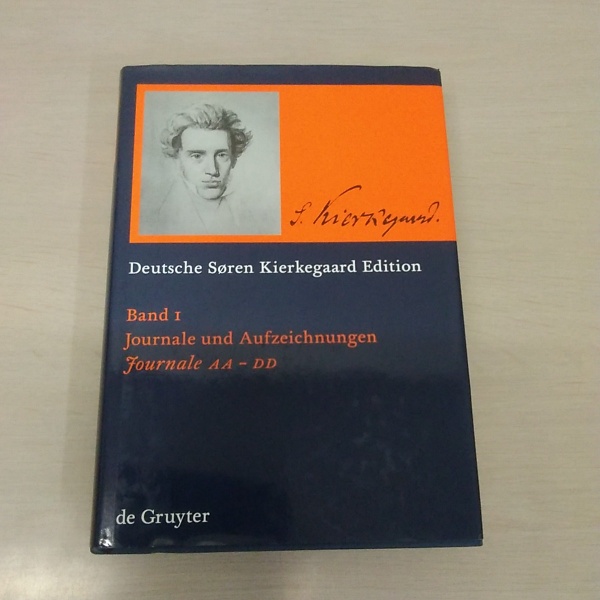 S. Kierkegaard.
Deutsche Søren Kierkegaard Edition
Band 1
Journale und Aufzeichnungen
Journale AA – DD
de Gruyter